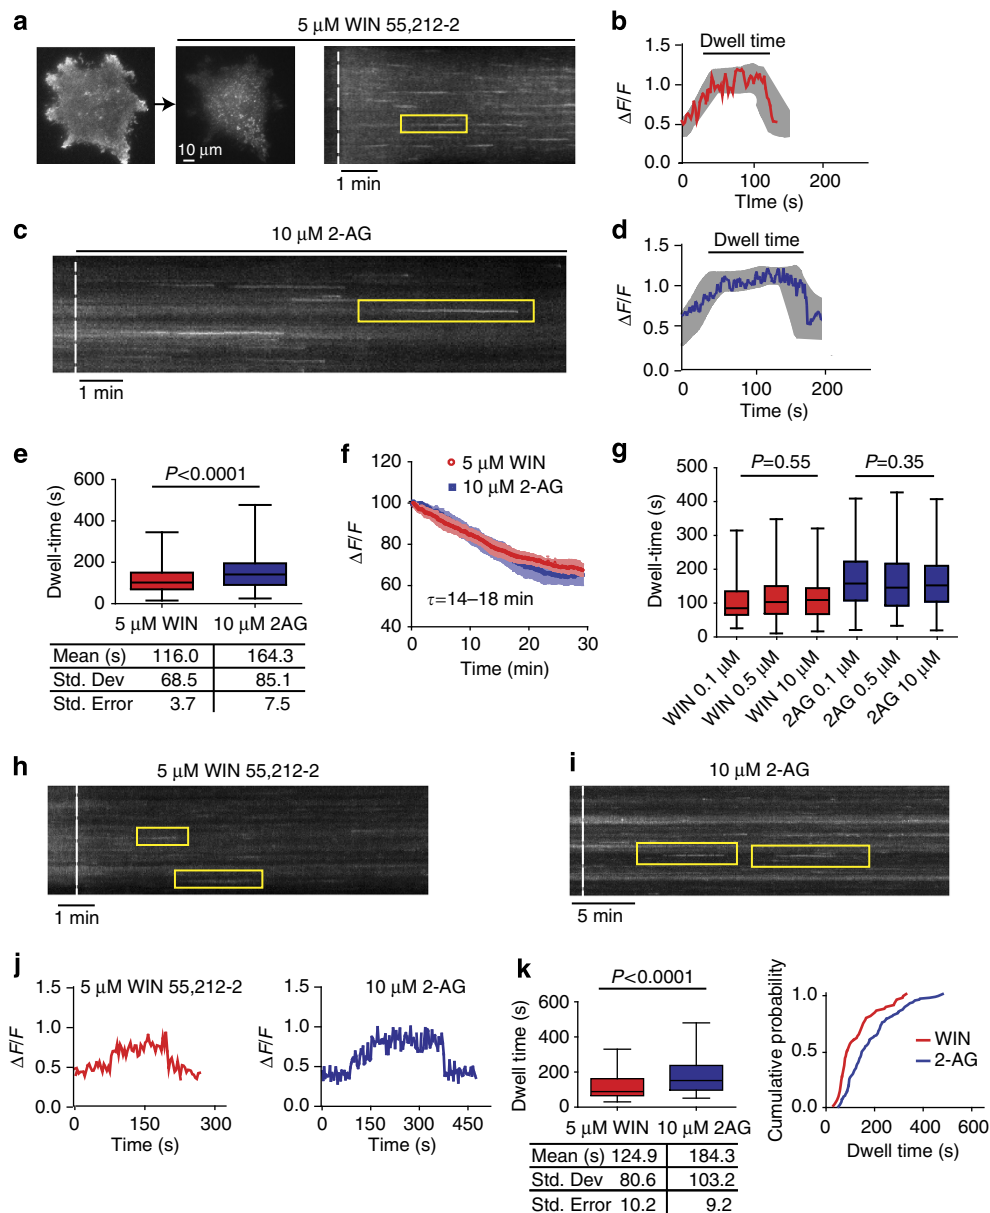 a
5 µM WIN 55,212-2
10 µm
1 min
b
Dwell time
ΔF/F
1.5
1.0
0.5
0.0
0
100
200
TIme (s)
c
10 µM 2-AG
1 min
d
Dwell time
ΔF/F
1.5
1.0
0.5
0.0
0
100
200
Time (s)
e
P<0.0001
Dwell-time (s)
600
400
200
0
5 µM WIN
10 µM 2AG
Mean (s) 116.0 164.3
Std. Dev 68.5 85.1
Std. Error 3.7 7.5
f
5 µM WIN
10 µM 2-AG
ΔF/F
120
100
80
60
40
τ=14–18 min
0 10 20 30
Time (min)
g
P=0.55
P=0.35
Dwell-time (s)
500
400
300
200
100
0
WIN 0.1 µM
WIN 0.5 µM
WIN 10 µM
2AG 0.1 µM
2AG 0.5 µM
2AG 10 µM
h
5 µM WIN 55,212-2
1 min
i
10 µM 2-AG
5 min
j
5 µM WIN 55,212-2
ΔF/F
1.5
1.0
0.5
0.0
0
150
300
Time (s)
10 µM 2-AG
ΔF/F
1.5
1.0
0.5
0.0
0
150
300
450
Time (s)
k
P<0.0001
Dwell time (s)
600
400
200
0
5 µM WIN
10 µM 2AG
Mean (s) 124.9 184.3
Std. Dev 80.6 103.2
Std. Error 10.2 9.2
Cumulative probability
1.0
0.5
WIN
2-AG
0
200
400
600
Dwell time (s)